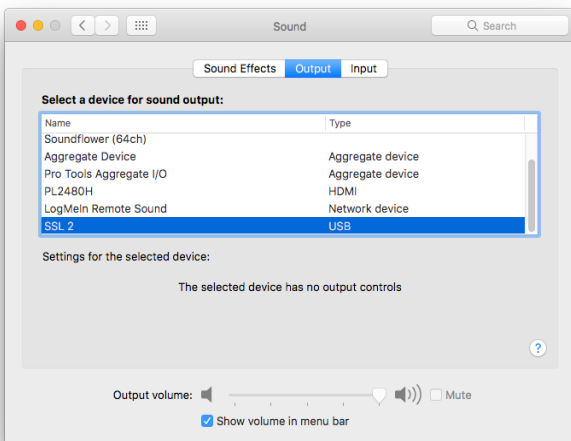 Sound
Search
Sound Effects Output Input
Select a device for sound output:
Name Type
Soundflower (64ch)
Aggregate Device Aggregate device
Pro Tools Aggregate I/O Aggregate device
PL2480H HDMI
LogMeIn Remote Sound Network device
SSL 2 USB
Settings for the selected device:
The selected device has no output controls
?
Output volume: Mute
Show volume in menu bar